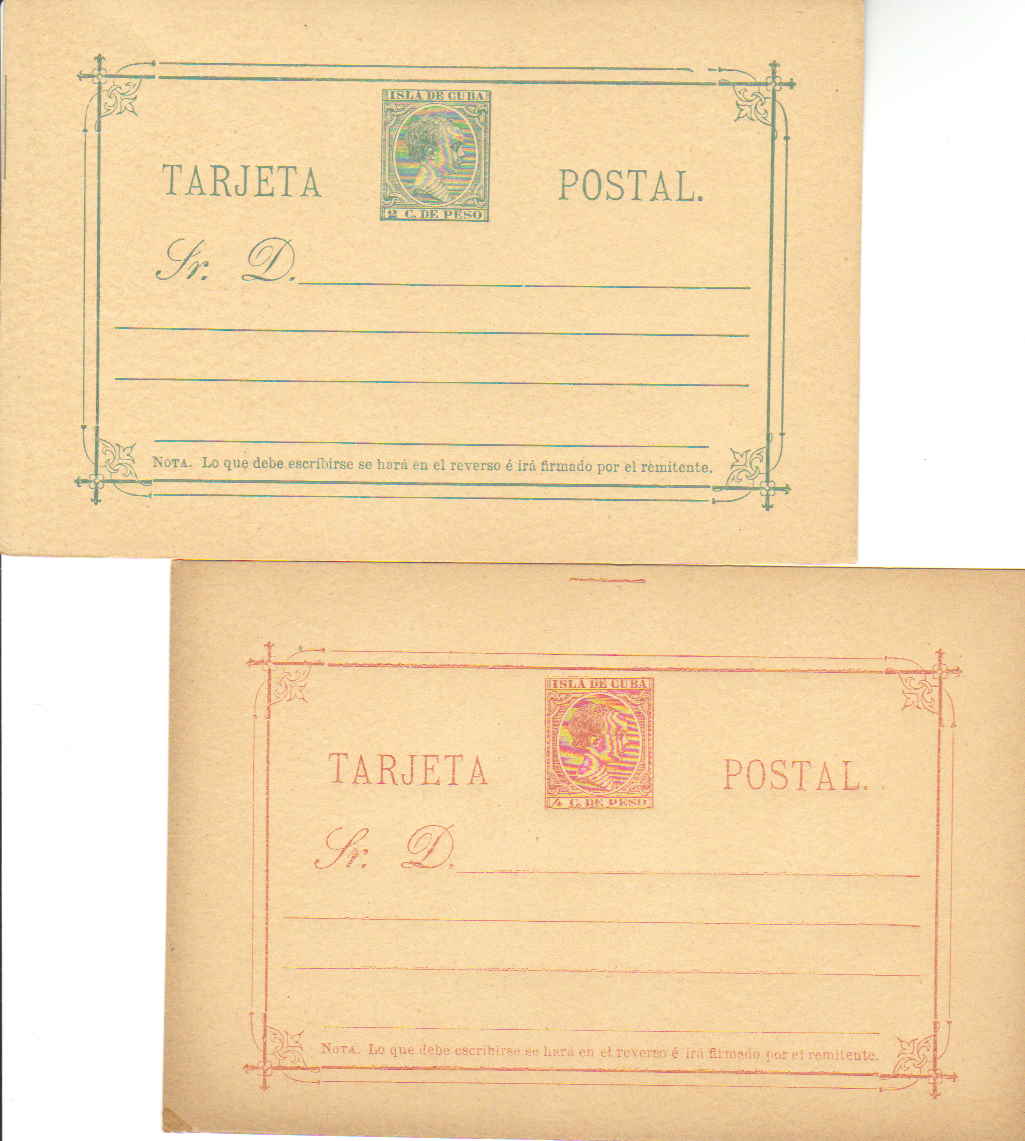 ISLA DE CUBA
TARJETA POSTAL.
2 C. DE PESO
Sr. D.
NOTA. Lo que debe escribirse se hará en el reverso é irá firmado por el remitente.
ISLA DE CUBA
TARJETA POSTAL.
4 C. DE PESO
Sr. D.
NOTA. Lo que debe escribirse se hará en el reverso é irá firmado por el remitente.